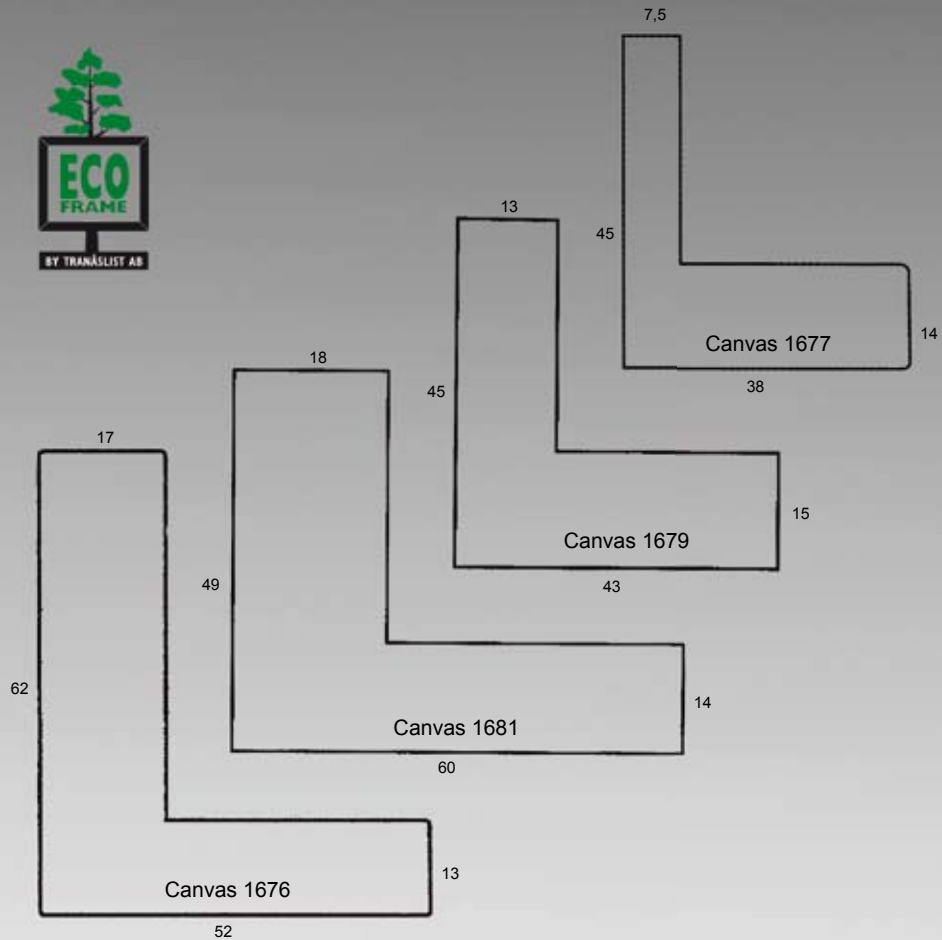 7,5
ECO
FRAME
BY TRANÅSLIST AB
13
45
14
Canvas 1677
38
18
45
17
15
Canvas 1679
43
49
62
14
Canvas 1681
60
13
Canvas 1676
52